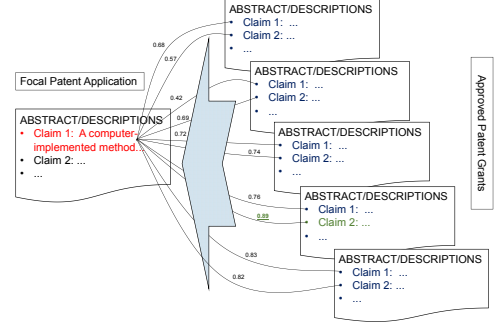 ABSTRACT/DESCRIPTIONS
• Claim 1: ...
• Claim 2: ...
• ...
0.68
0.57
Focal Patent Application
ABSTRACT/DESCRIPTIONS
• Claim 1: A computer-
implemented method...
• Claim 2: ...
• ...
0.42
0.69
0.72
0.74
0.76
0.89
0.83
0.82
ABSTRACT/DESCRIPTIONS
• Claim 1: ...
• Claim 2: ...
• ...
ABSTRACT/DESCRIPTIONS
• Claim 1: ...
• Claim 2: ...
• ...
ABSTRACT/DESCRIPTIONS
• Claim 1: ...
• Claim 2: ...
• ...
ABSTRACT/DESCRIPTIONS
• Claim 1: ...
• Claim 2: ...
• ...
Approved Patent Grants